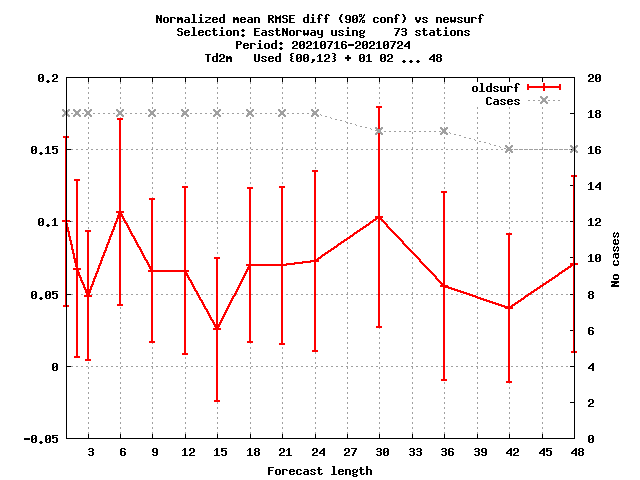 Normalized mean RMSE diff (90% conf) vs newsurf
Selection: EastNorway using    73 stations
Period: 20210716-20210724
Td2m   Used {00,12} + 01 02 ... 48
oldsurf
Cases
0.2
0.15
0.1
0.05
0
-0.05
20
18
16
14
12
10
8
6
4
2
0
No cases
3 6 9 12 15 18 21 24 27 30 33 36 39 42 45 48
Forecast length